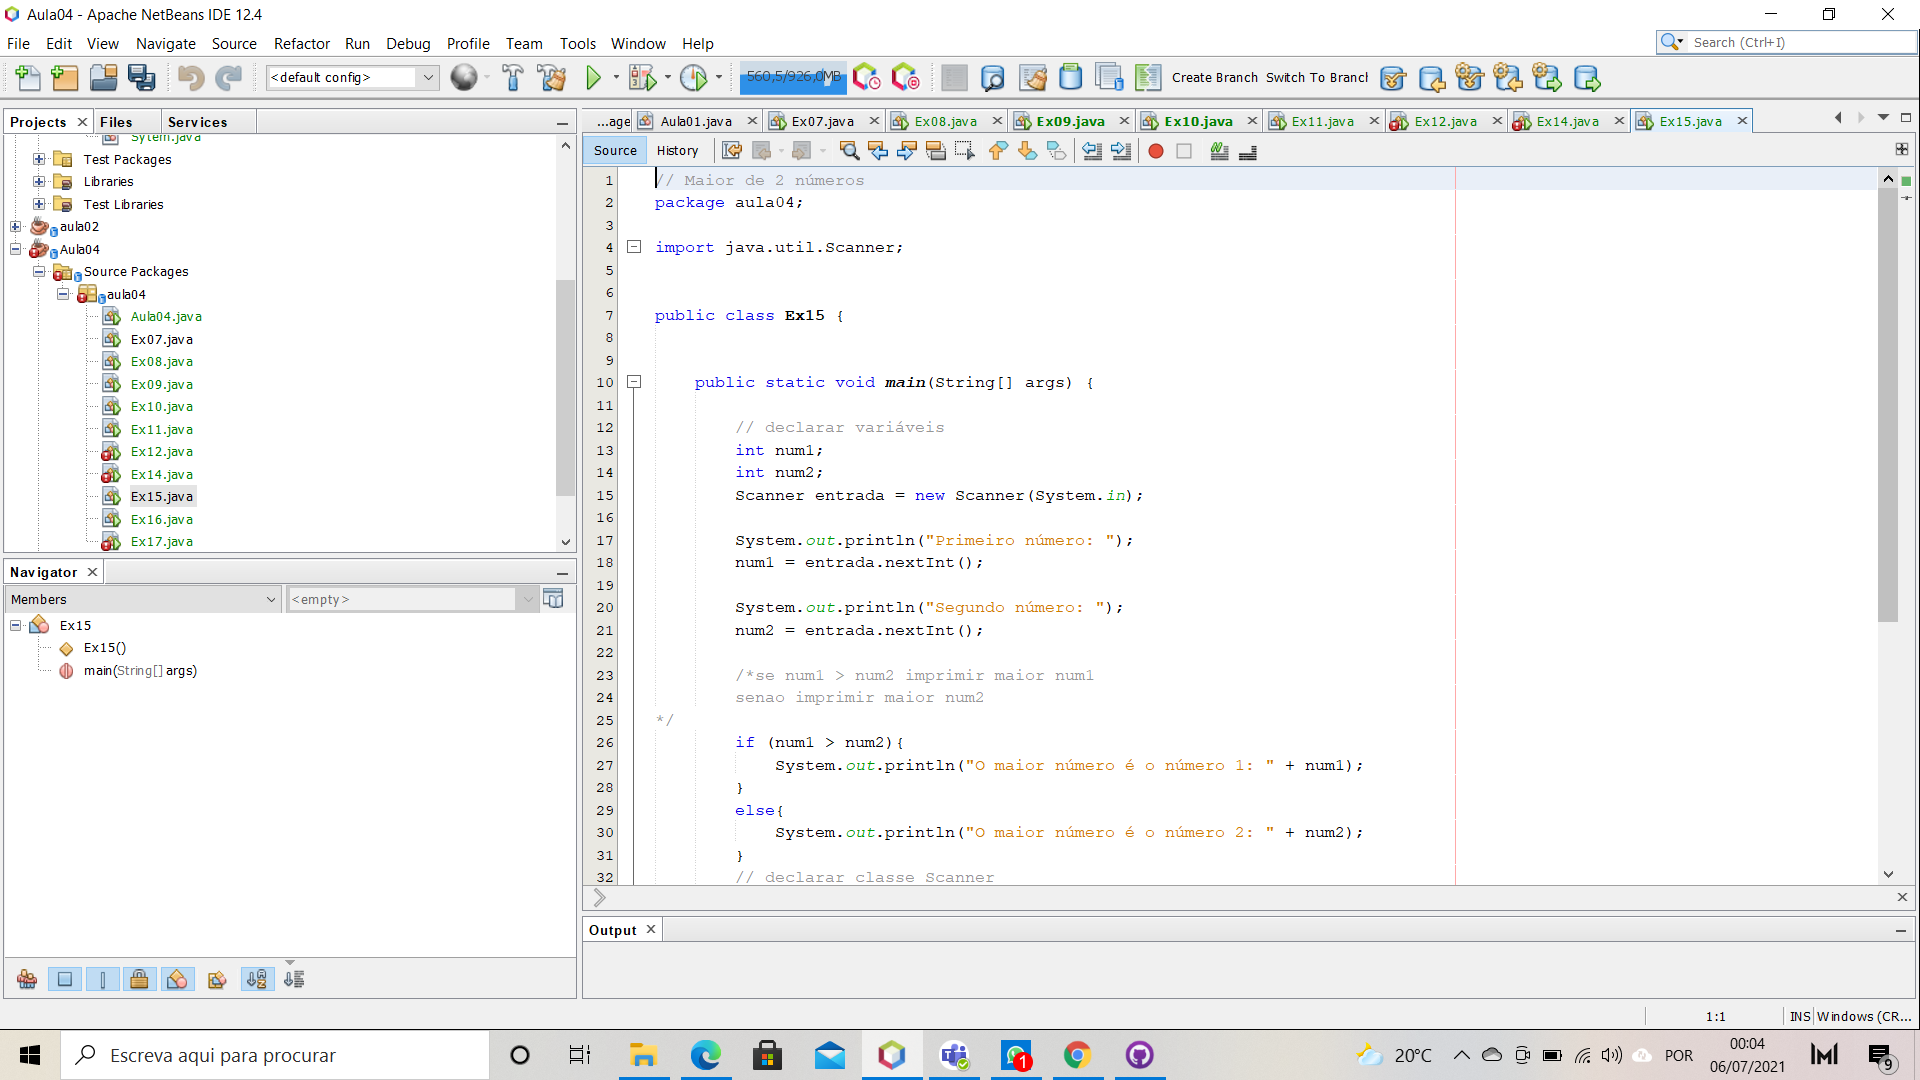 Aula04 - Apache NetBeans IDE 12.4
File Edit View Navigate Source Refactor Run Debug Profile Team Tools Window Help
Search (Ctrl+I)
<default config>
560,5/926,0MB
Create Branch Switch To Branch
Projects Files Services
...age Aula01.java Ex07.java Ex08.java Ex09.java Ex10.java Ex11.java Ex12.java Ex14.java Ex15.java
Source History
Sytem.java
Test Packages
Libraries
Test Libraries
aula02
Aula04
Source Packages
aula04
Aula04.java
Ex07.java
Ex08.java
Ex09.java
Ex10.java
Ex11.java
Ex12.java
Ex14.java
Ex15.java
Ex16.java
Ex17.java
Navigator
Members
<empty>
Ex15
Ex15()
main(String[] args)
1 // Maior de 2 números
2 package aula04;
3
4 import java.util.Scanner;
5
6
7 public class Ex15 {
8
9
10 public static void main(String[] args) {
11
12 // declarar variáveis
13 int num1;
14 int num2;
15 Scanner entrada = new Scanner(System.in);
16
17 System.out.println("Primeiro número: ");
18 num1 = entrada.nextInt();
19
20 System.out.println("Segundo número: ");
21 num2 = entrada.nextInt();
22
23 /*se num1 > num2 imprimir maior num1
24 senao imprimir maior num2
25 */
26 if (num1 > num2){
27 System.out.println("O maior número é o número 1: " + num1);
28 }
29 else{
30 System.out.println("O maior número é o número 2: " + num2);
31 }
32 // declarar classe Scanner
Output
1:1 INS Windows (CR...
Escreva aqui para procurar
1
20°C
POR
00:04
06/07/2021
9